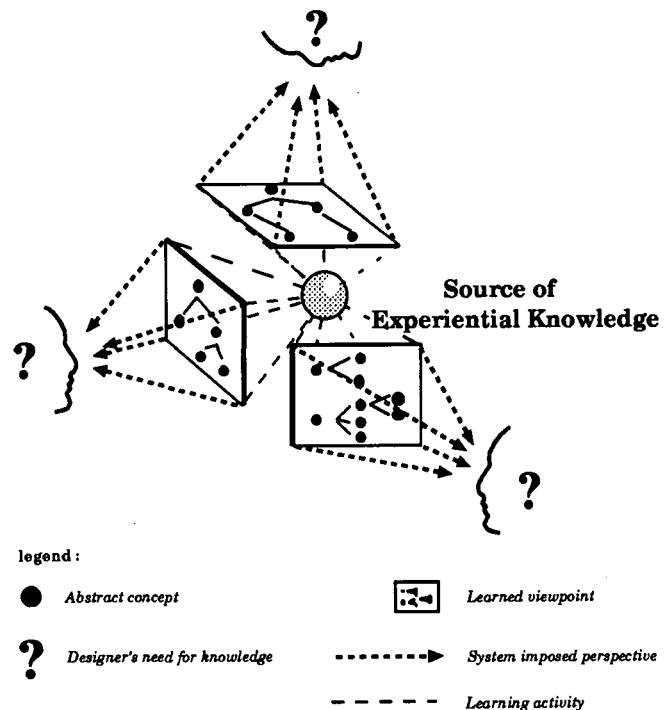 ?
Source of
Experiential Knowledge
?
?
legend :
Abstract concept
Learned viewpoint
? Designer's need for knowledge
System imposed perspective
Learning activity